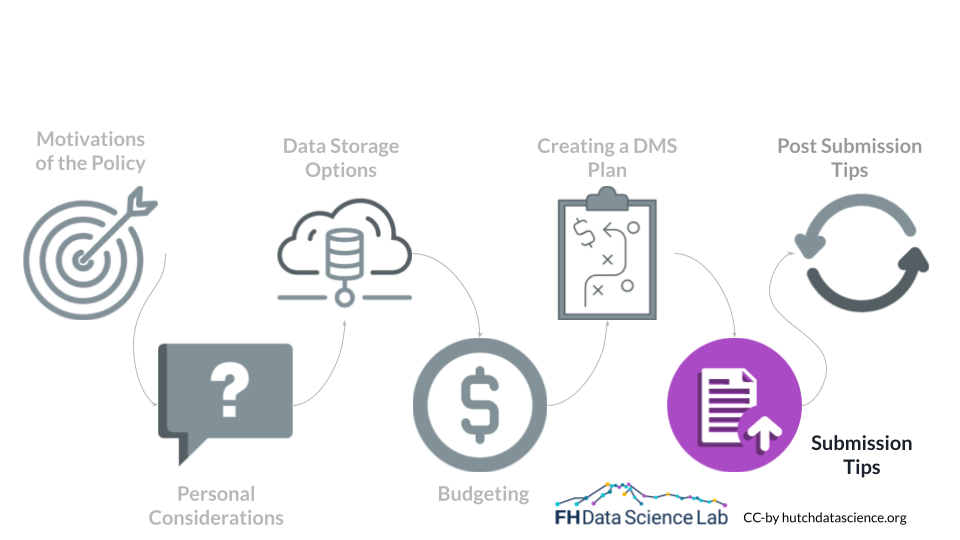 Motivations
of the Policy
Data Storage
Options
Creating a DMS
Plan
Post Submission
Tips
$
?
$
Submission
Tips
Personal
Considerations
Budgeting
FH Data Science Lab
CC-by hutchdatascience.org